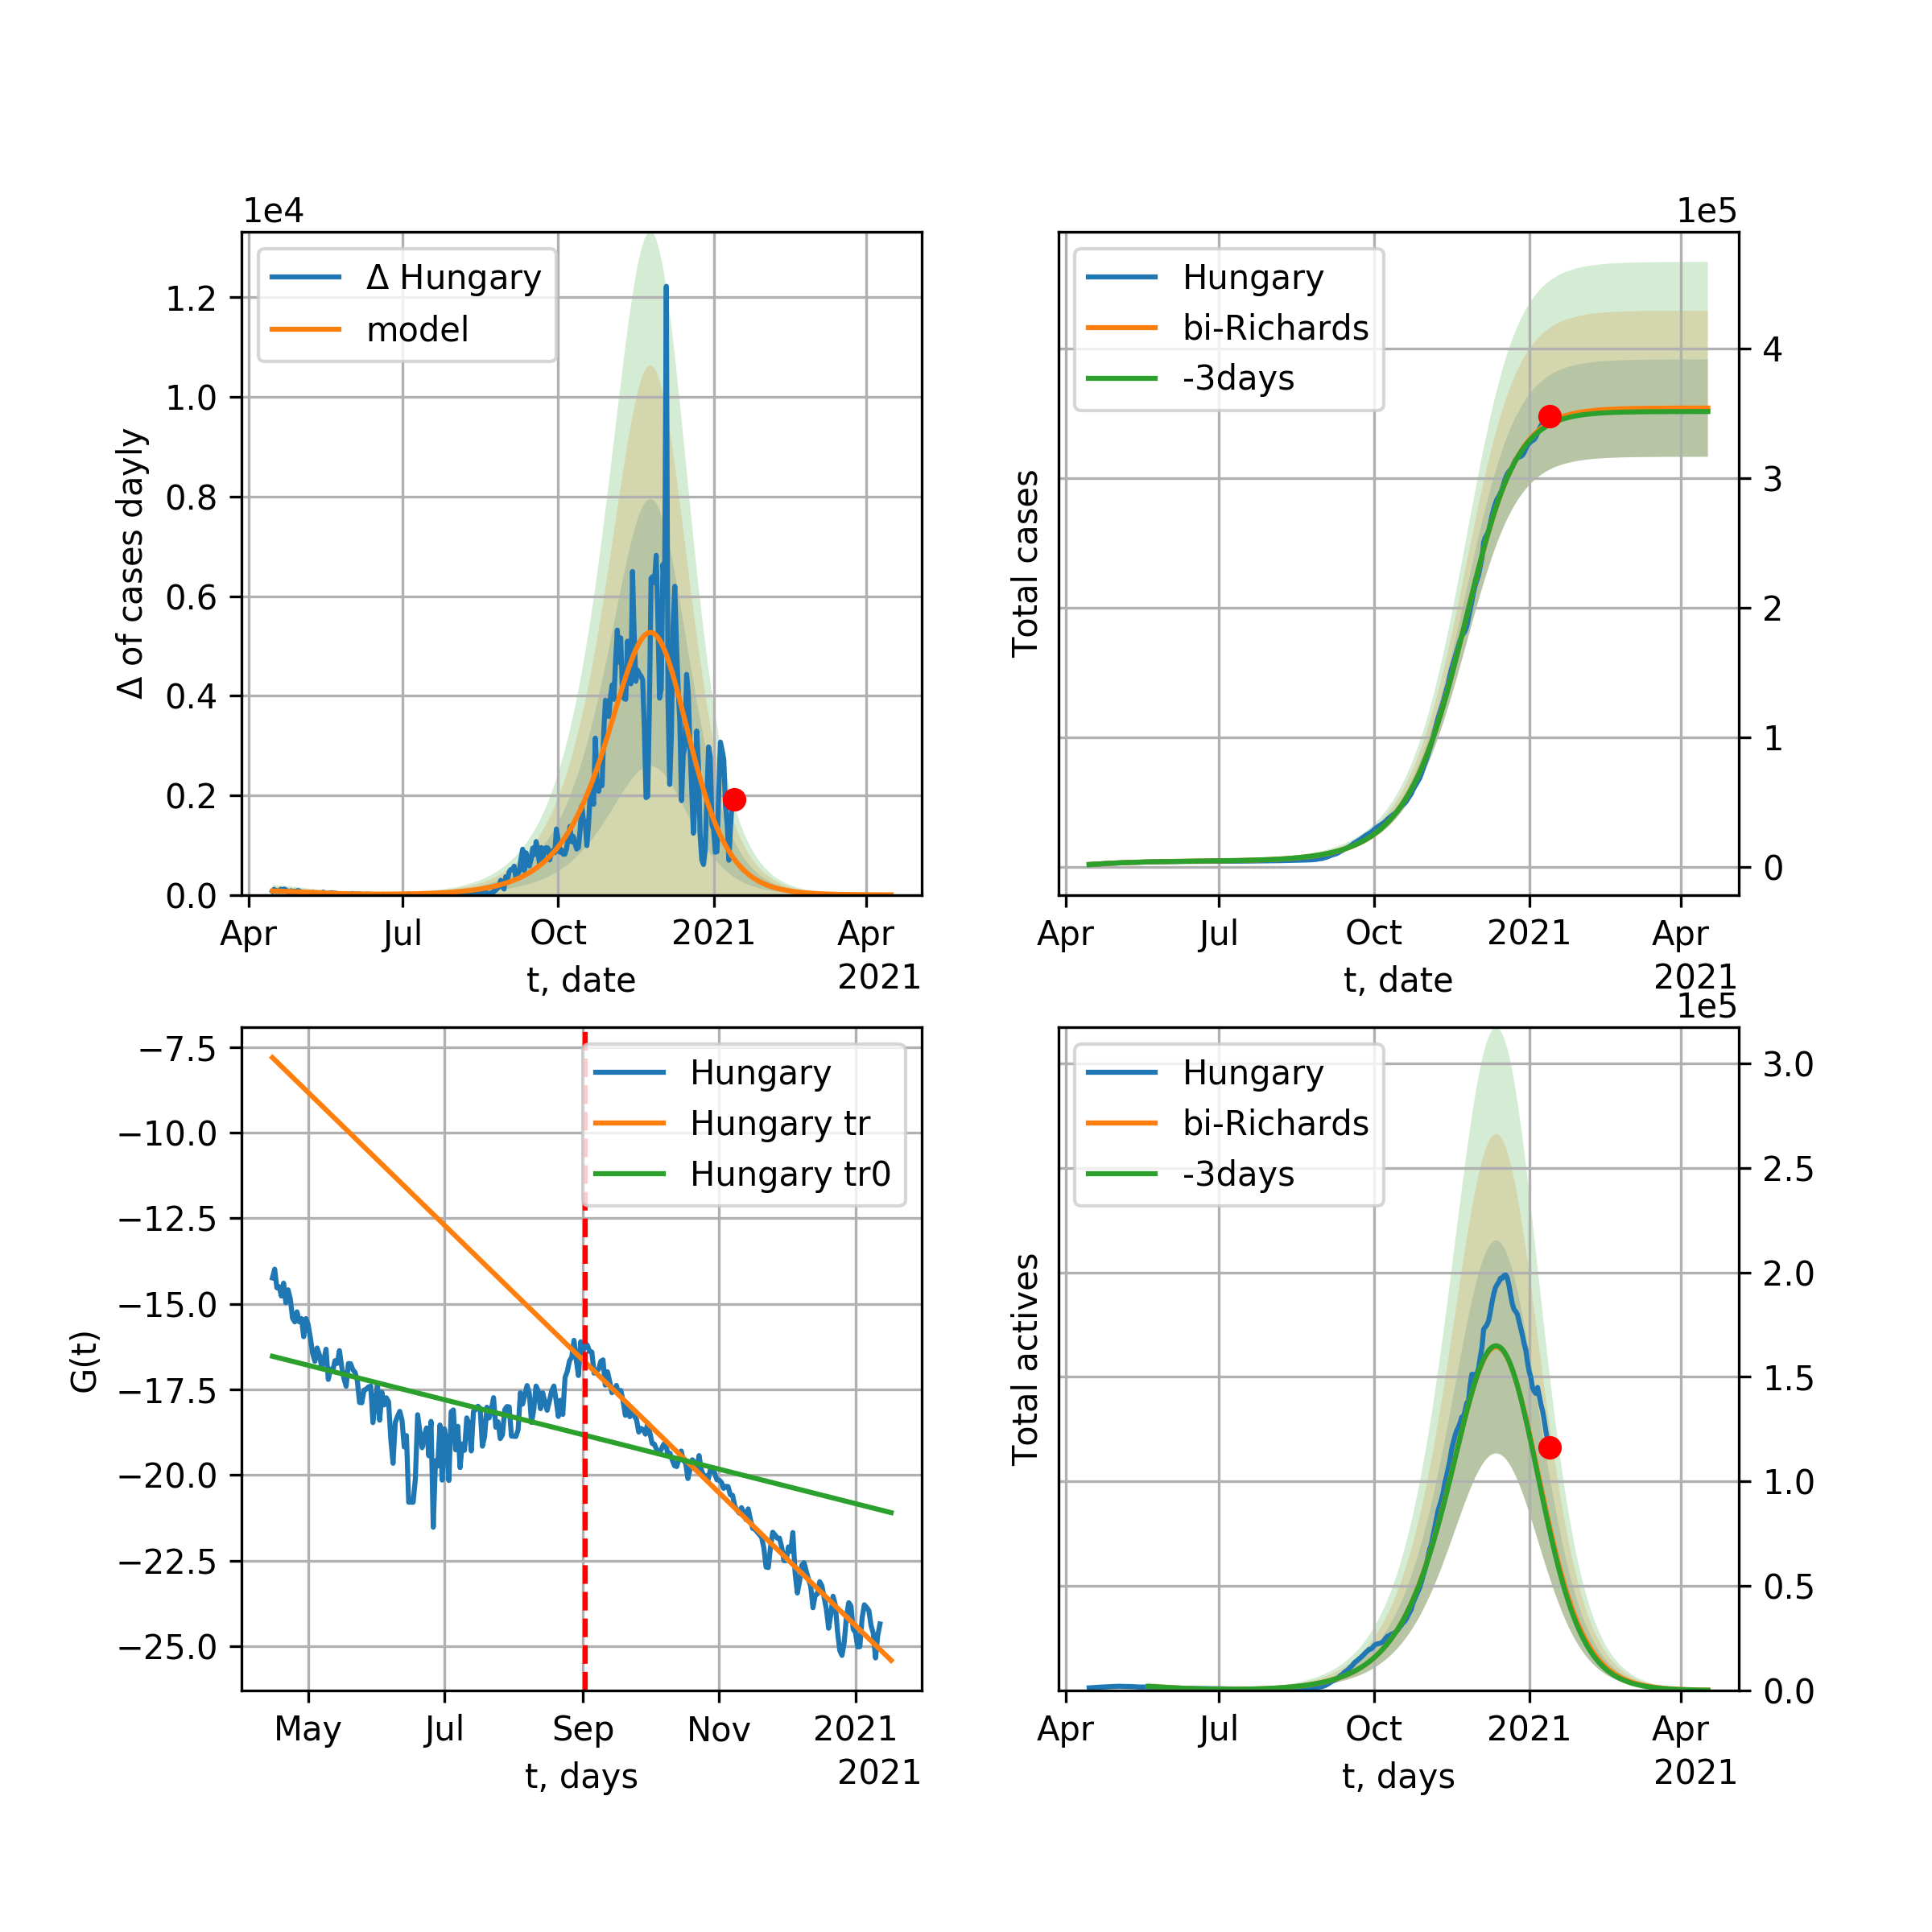 1e4
Δ Hungary
model
1.2
1.0
0.8
0.6
0.4
0.2
0.0
Δ of cases dayly
Apr Jul Oct 2021 Apr
2021
t, date
1e5
Hungary
bi-Richards
-3days
4
3
2
1
0
Total cases
Apr Jul Oct 2021 Apr
2021
t, date
Hungary
Hungary tr
Hungary tr0
−7.5
−10.0
−12.5
−15.0
−17.5
−20.0
−22.5
−25.0
G(t)
May Jul Sep Nov 2021
2021
t, days
1e5
Hungary
bi-Richards
-3days
3.0
2.5
2.0
1.5
1.0
0.5
0.0
Total actives
Apr Jul Oct 2021 Apr
2021
t, days